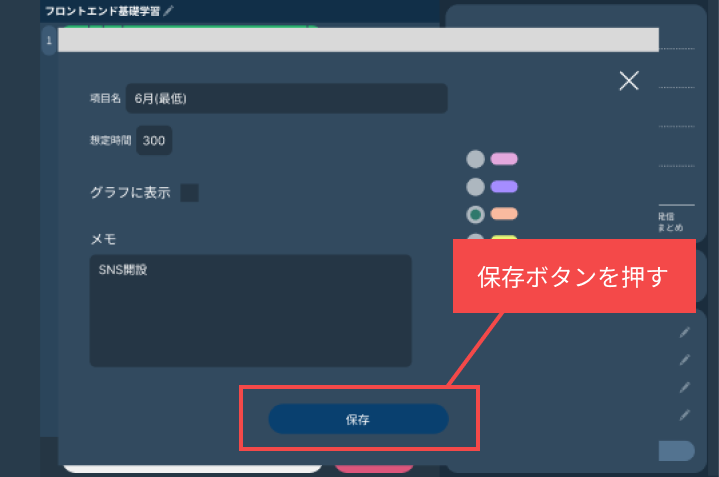 フロントエンド基礎学習
1
項目名 6月(最低)
想定時間 300
グラフに表示
メモ
SNS開設
発信
まとめ
保存ボタンを押す
保存